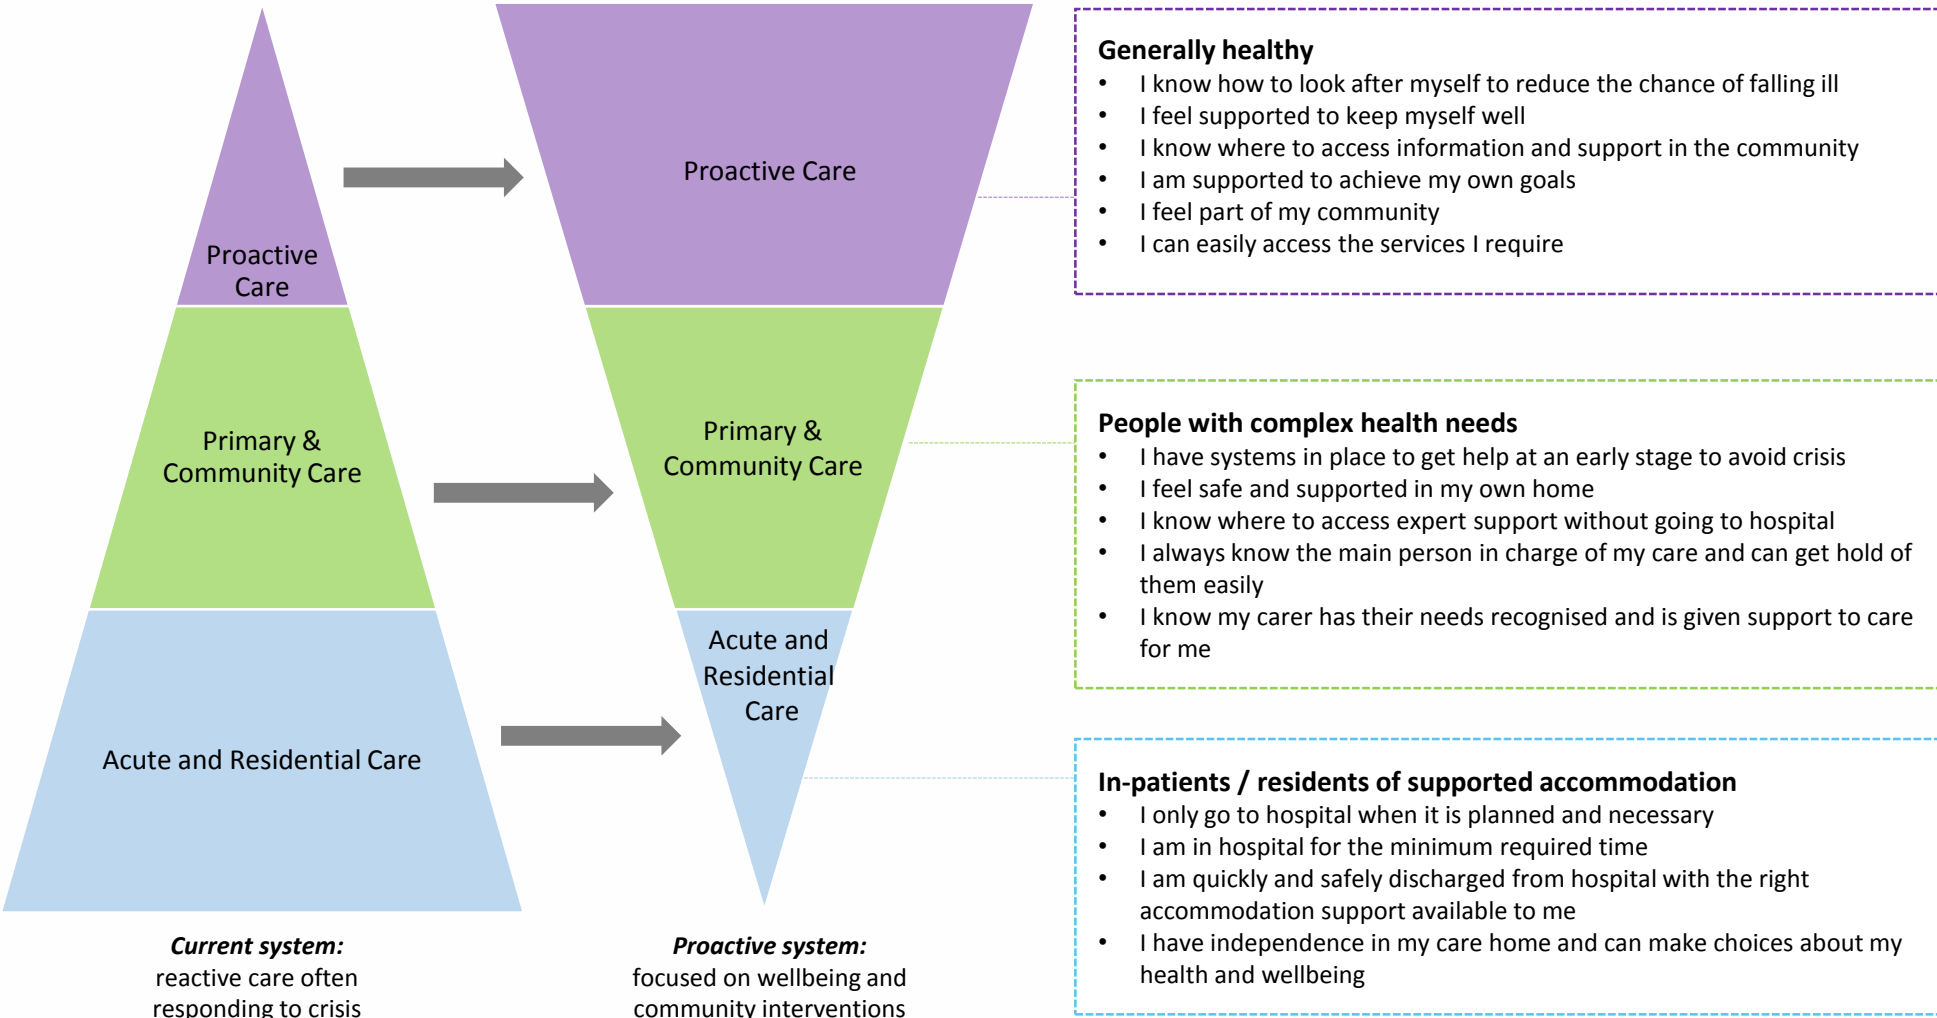 Proactive
Care
Primary &
Community Care
Acute and Residential Care
Current system:
reactive care often
responding to crisis
Proactive Care
Primary &
Community Care
Acute and
Residential
Care
Proactive system:
focused on wellbeing and
community interventions
Generally healthy
• I know how to look after myself to reduce the chance of falling ill
• I feel supported to keep myself well
• I know where to access information and support in the community
• I am supported to achieve my own goals
• I feel part of my community
• I can easily access the services I require
People with complex health needs
• I have systems in place to get help at an early stage to avoid crisis
• I feel safe and supported in my own home
• I know where to access expert support without going to hospital
• I always know the main person in charge of my care and can get hold of
them easily
• I know my carer has their needs recognised and is given support to care
for me
In-patients / residents of supported accommodation
• I only go to hospital when it is planned and necessary
• I am in hospital for the minimum required time
• I am quickly and safely discharged from hospital with the right
accommodation support available to me
• I have independence in my care home and can make choices about my
health and wellbeing